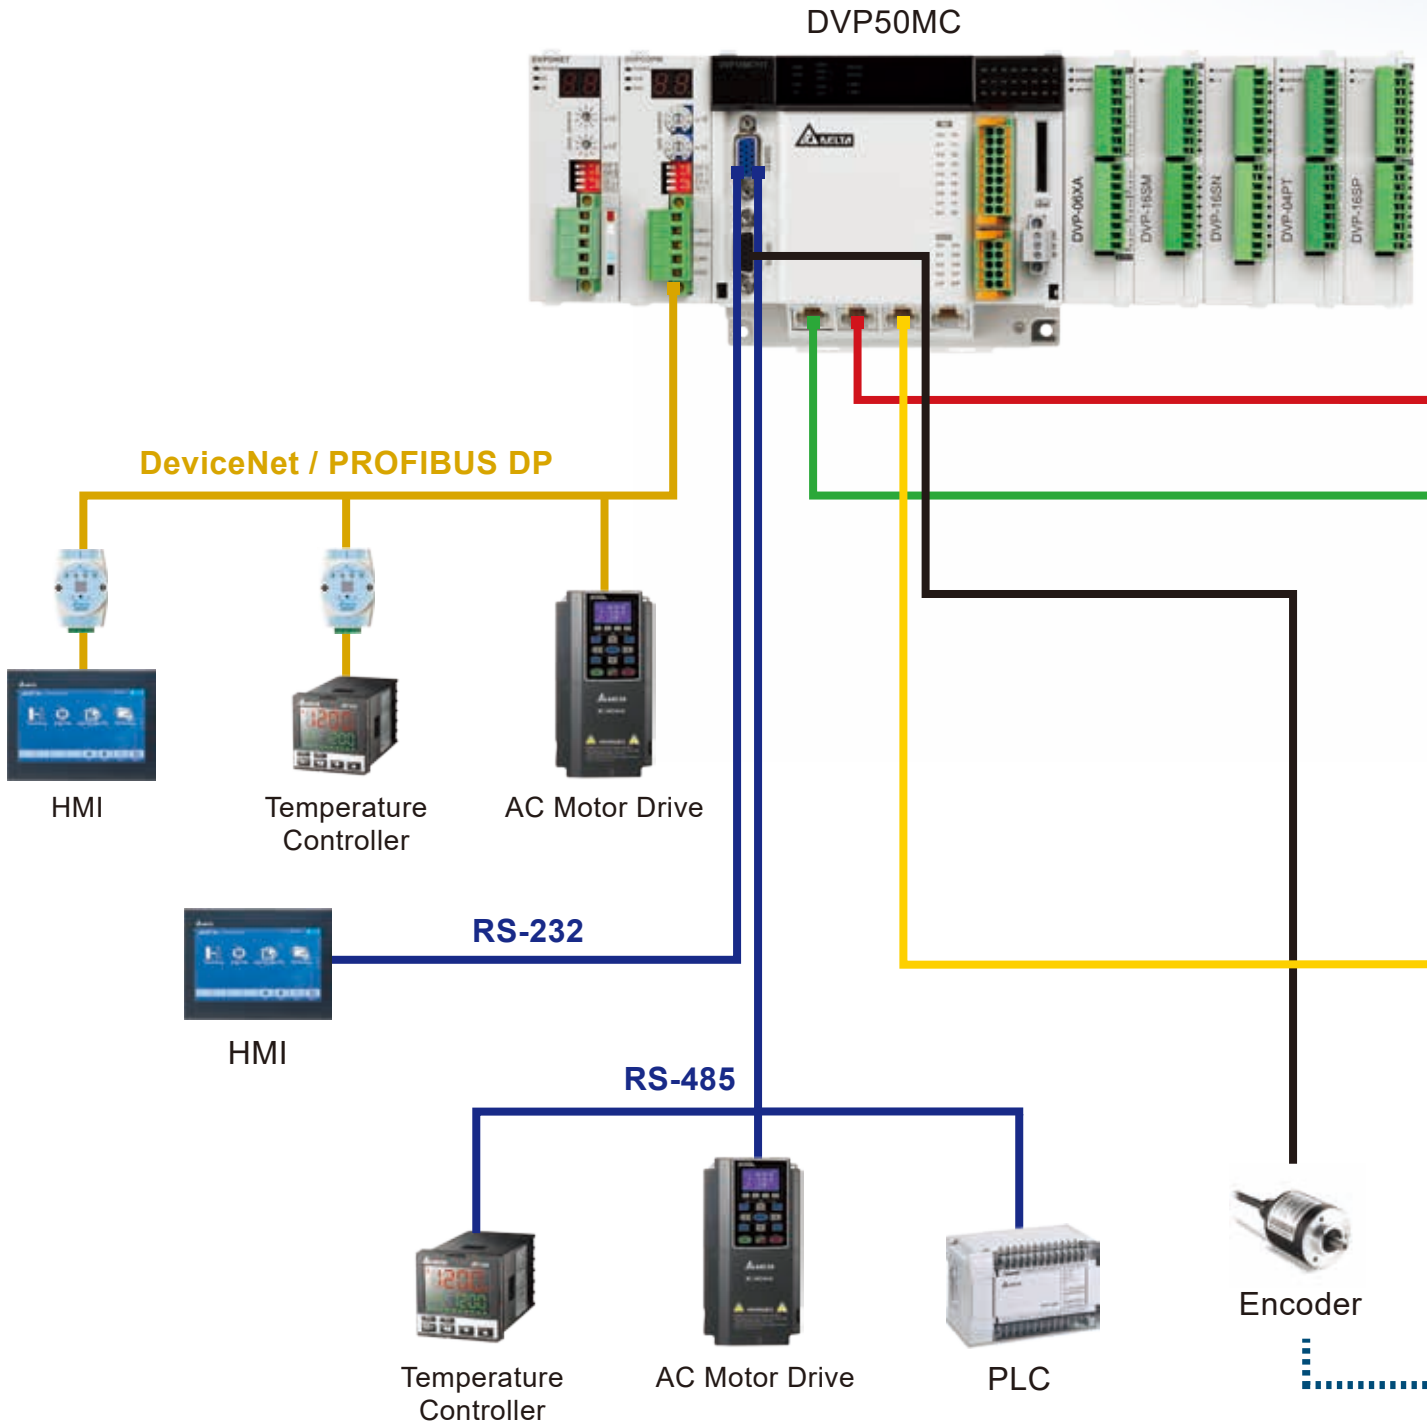 DVP50MC
DVP-06XA
DVP-16SM
DVP-16SN
DVP-04PT
DVP-16SP
DELTA
DeviceNet / PROFIBUS DP
HMI
Temperature
Controller
AC Motor Drive
RS-232
HMI
RS-485
Temperature
Controller
AC Motor Drive
PLC
Encoder